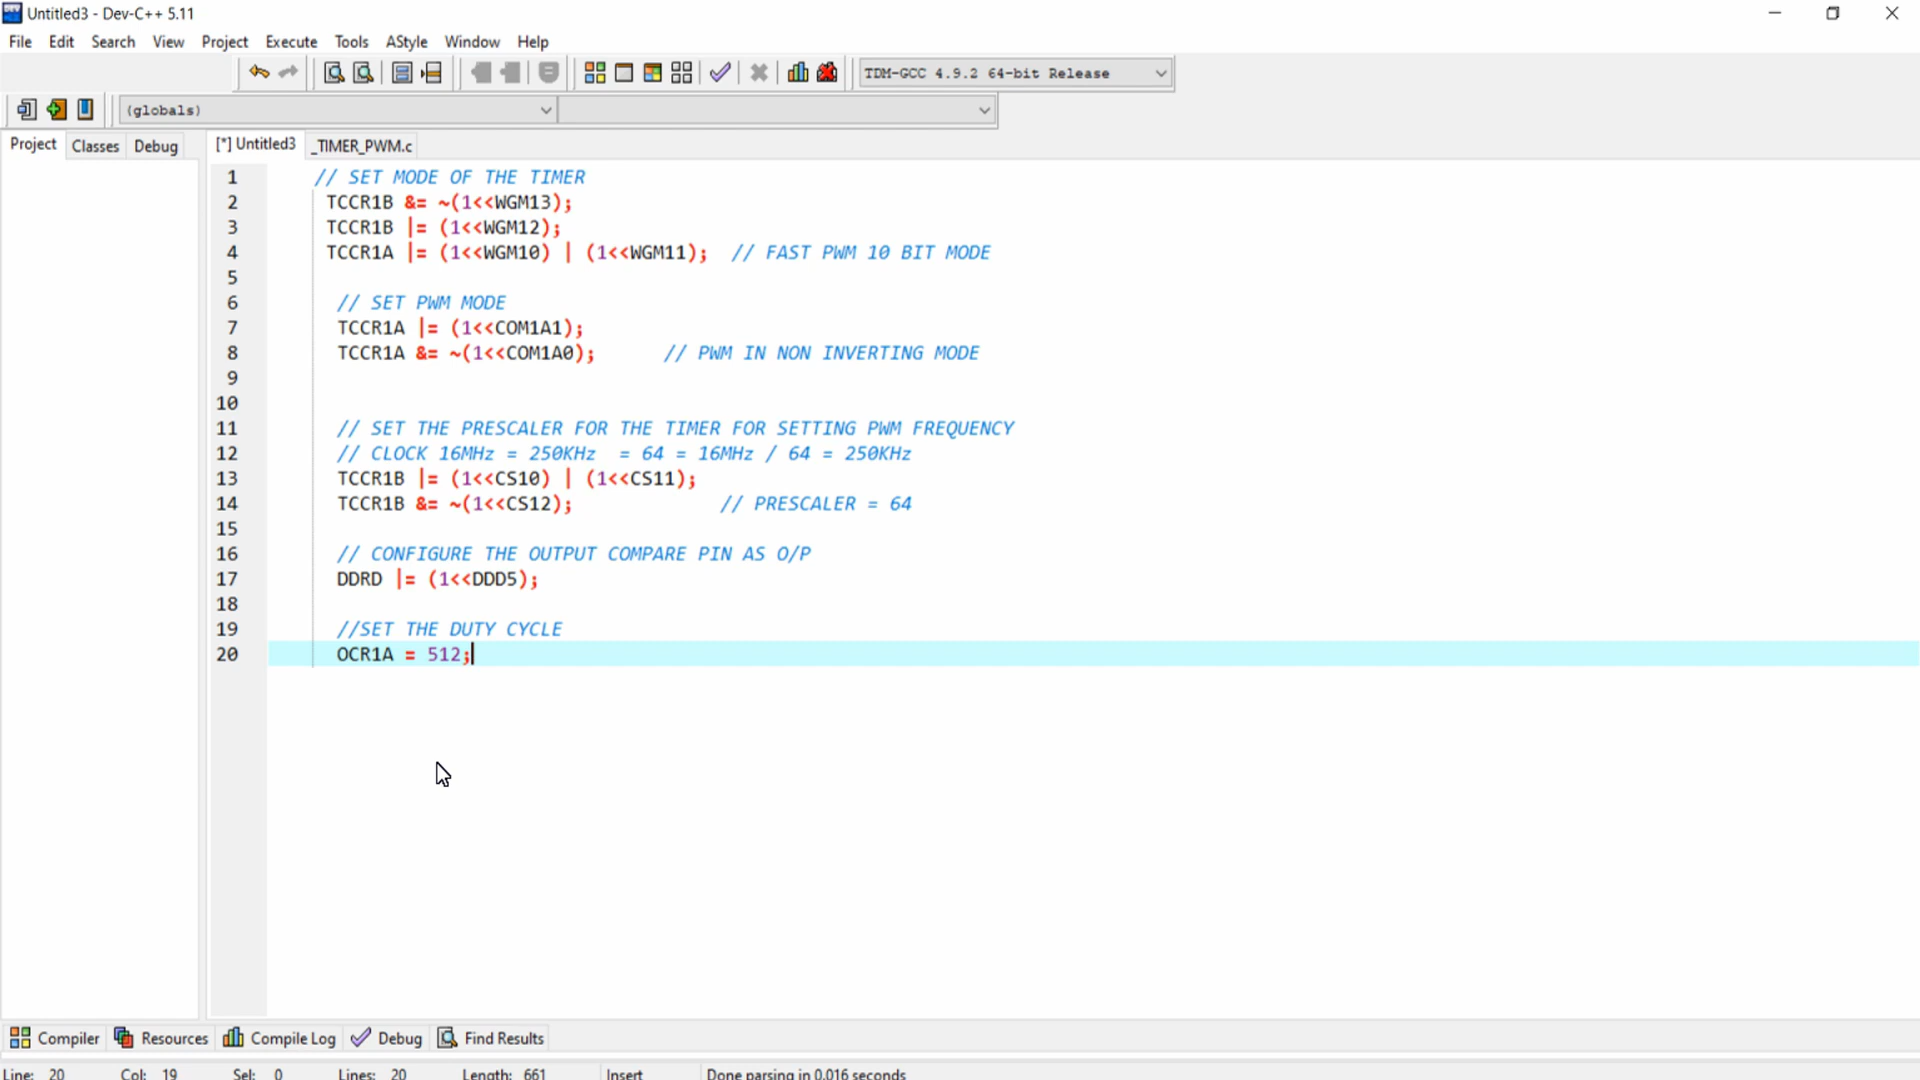 Untitled3 - Dev-C++ 5.11
File Edit Search View Project Execute Tools AStyle Window Help
TDM-GCC 4.9.2 64-bit Release
(globals)
Project Classes Debug [*] Untitled3 _TIMER_PWM.c
1 // SET MODE OF THE TIMER
2 TCCR1B &= ~(1<<WGM13);
3 TCCR1B |= (1<<WGM12);
4 TCCR1A |= (1<<WGM10) | (1<<WGM11); // FAST PWM 10 BIT MODE
5
6 // SET PWM MODE
7 TCCR1A |= (1<<COM1A1);
8 TCCR1A &= ~(1<<COM1A0); // PWM IN NON INVERTING MODE
9
10
11 // SET THE PRESCALER FOR THE TIMER FOR SETTING PWM FREQUENCY
12 // CLOCK 16MHz = 250KHz = 64 = 16MHz / 64 = 250KHz
13 TCCR1B |= (1<<CS10) | (1<<CS11);
14 TCCR1B &= ~(1<<CS12); // PRESCALER = 64
15
16 // CONFIGURE THE OUTPUT COMPARE PIN AS O/P
17 DDRD |= (1<<DDD5);
18
19 //SET THE DUTY CYCLE
20 OCR1A = 512;
Compiler Resources Compile Log Debug Find Results
Line: 20 Col: 19 Sel: 0 Lines: 20 Length: 661 Insert Done parsing in 0.016 seconds